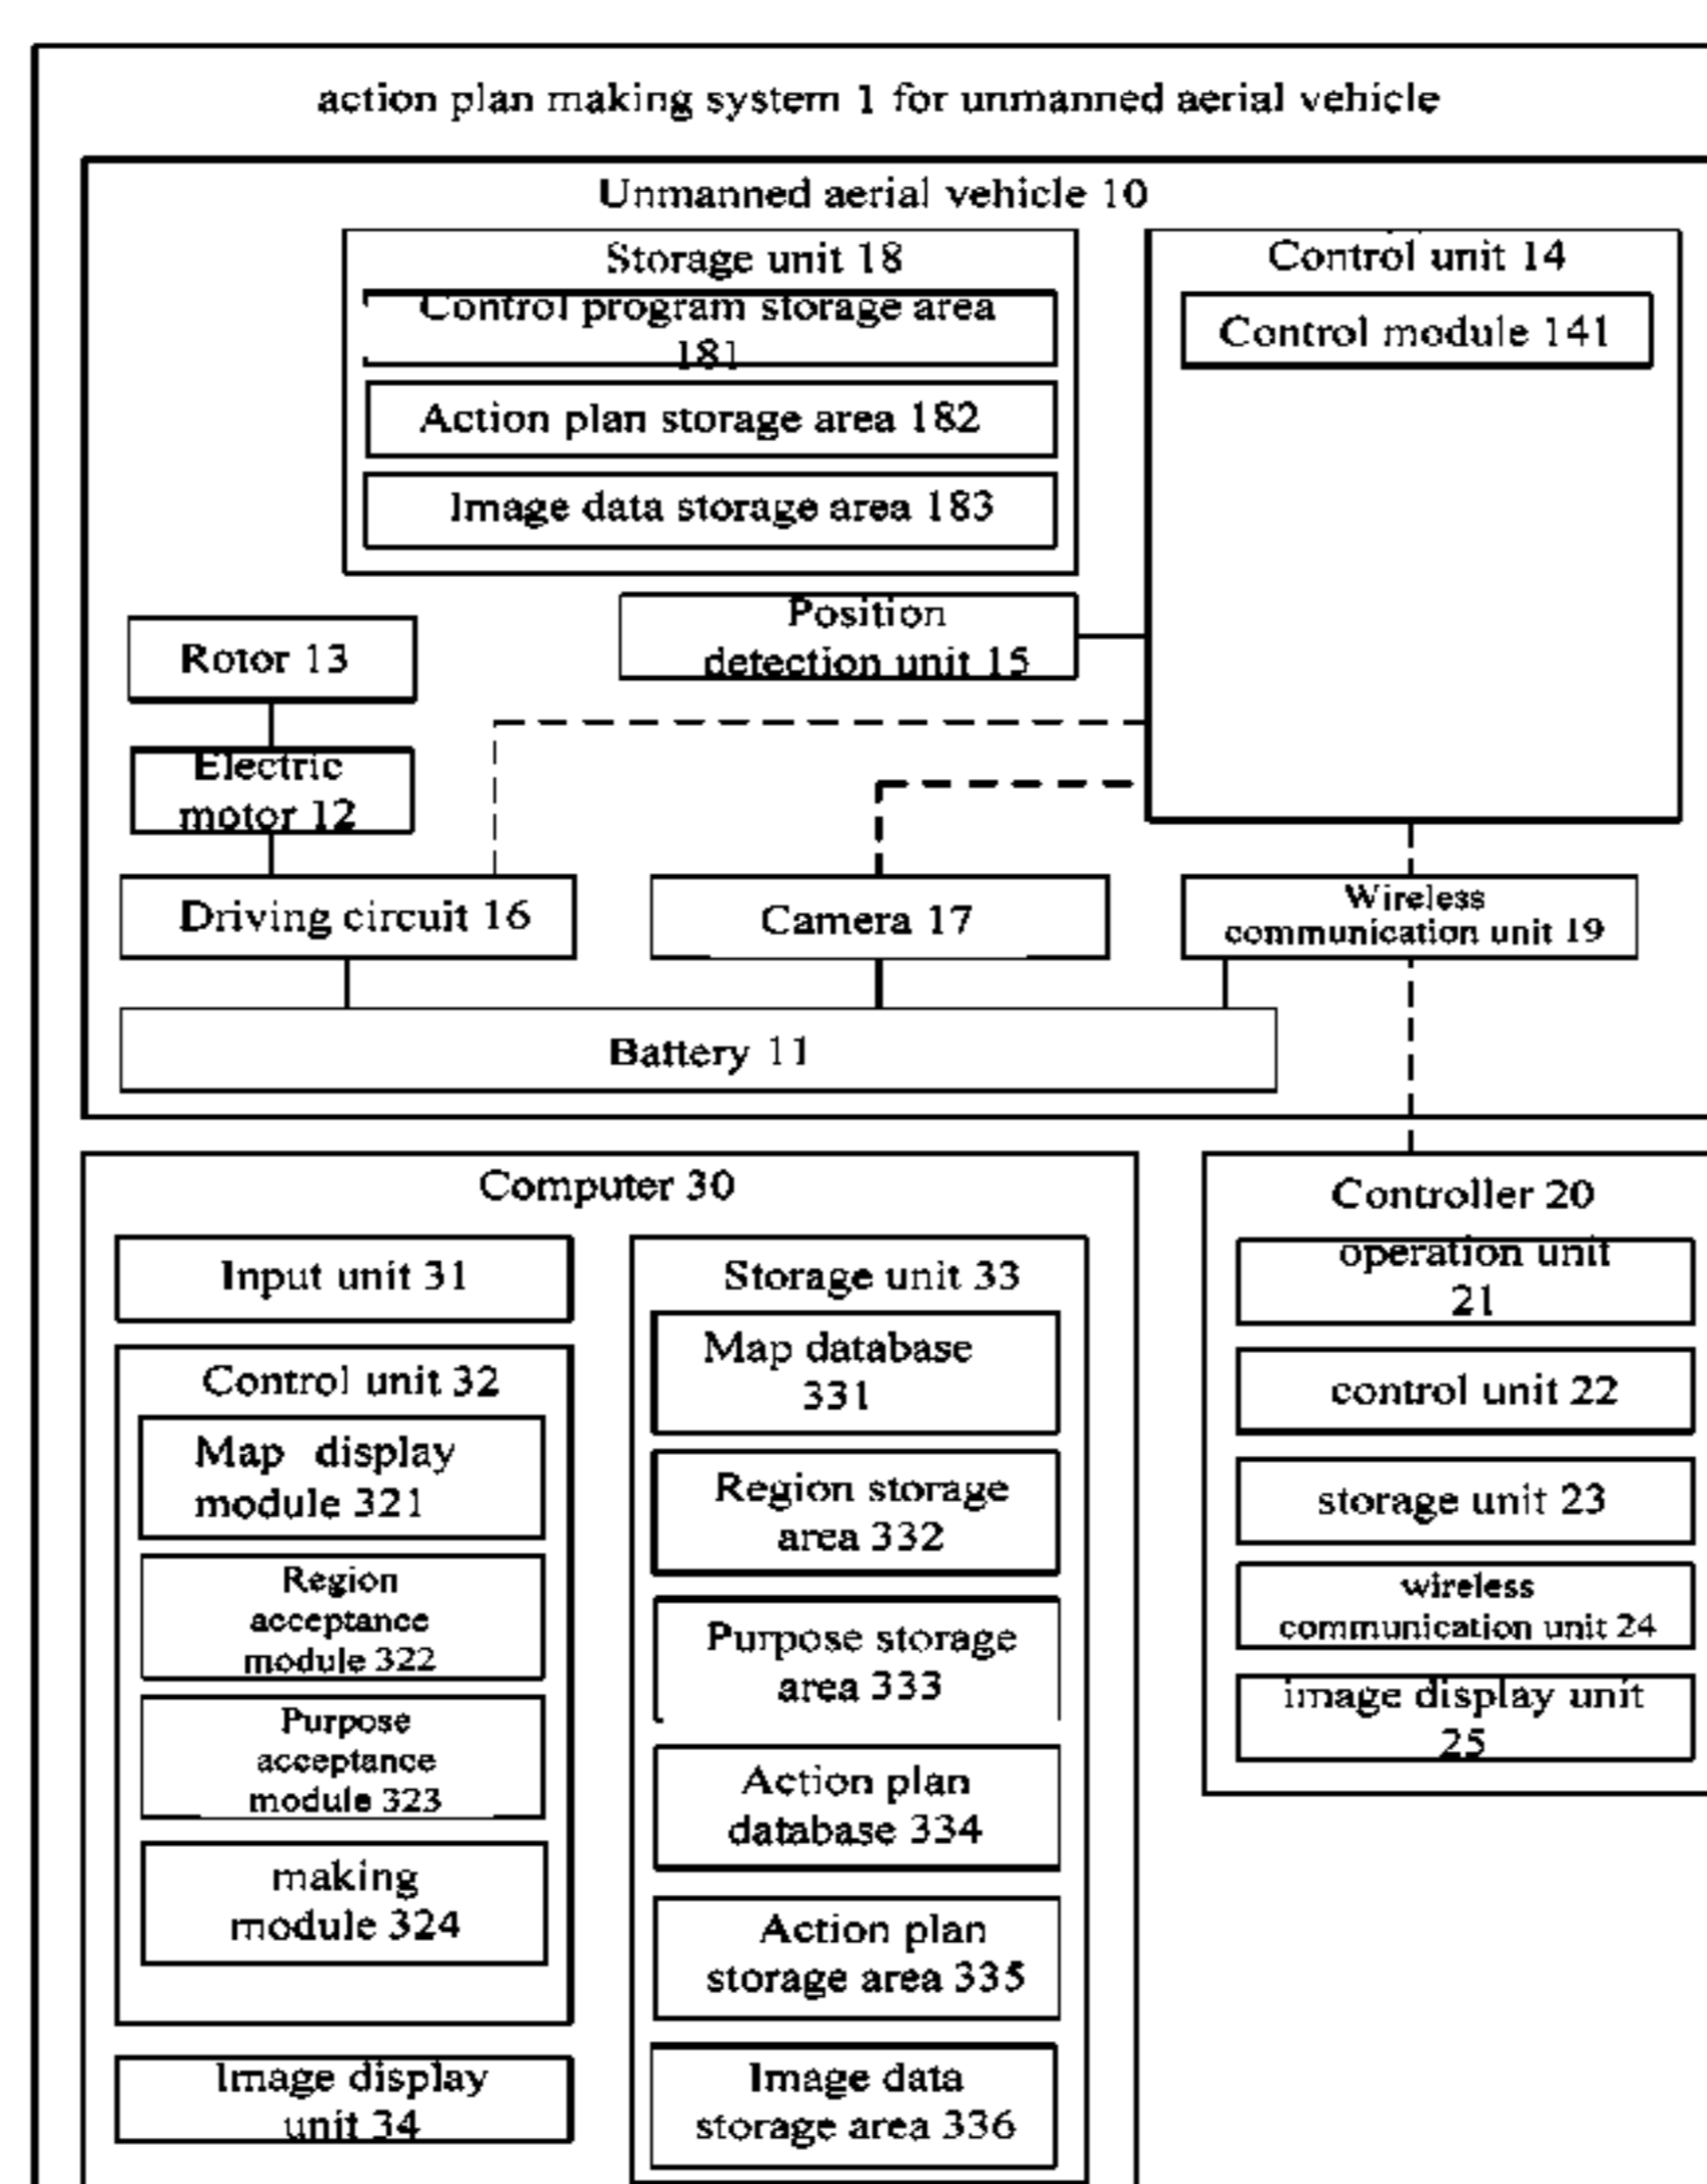 action plan making system 1 for unmanned aerial vehicle
Unmanned aerial vehicle 10
Storage unit 18
Control program storage area
181
Action plan storage area 182
Image data storage area 183
Control unit 14
Control module 141
Position
detection unit 15
Rotor 13
Electric
motor 12
Driving circuit 16
Camera 17
Wireless
communication unit 19
Battery 11
Computer 30
Input unit 31
Control unit 32
Map display
module 321
Region
acceptance
module 322
Purpose
acceptance
module 323
making
module 324
Image display
unit 34
Storage unit 33
Map database
331
Region storage
area 332
Purpose storage
area 333
Action plan
database 334
Action plan
storage area 335
Image data
storage area 336
Controller 20
operation unit
21
control unit 22
storage unit 23
wireless
communication unit 24
image display unit
25